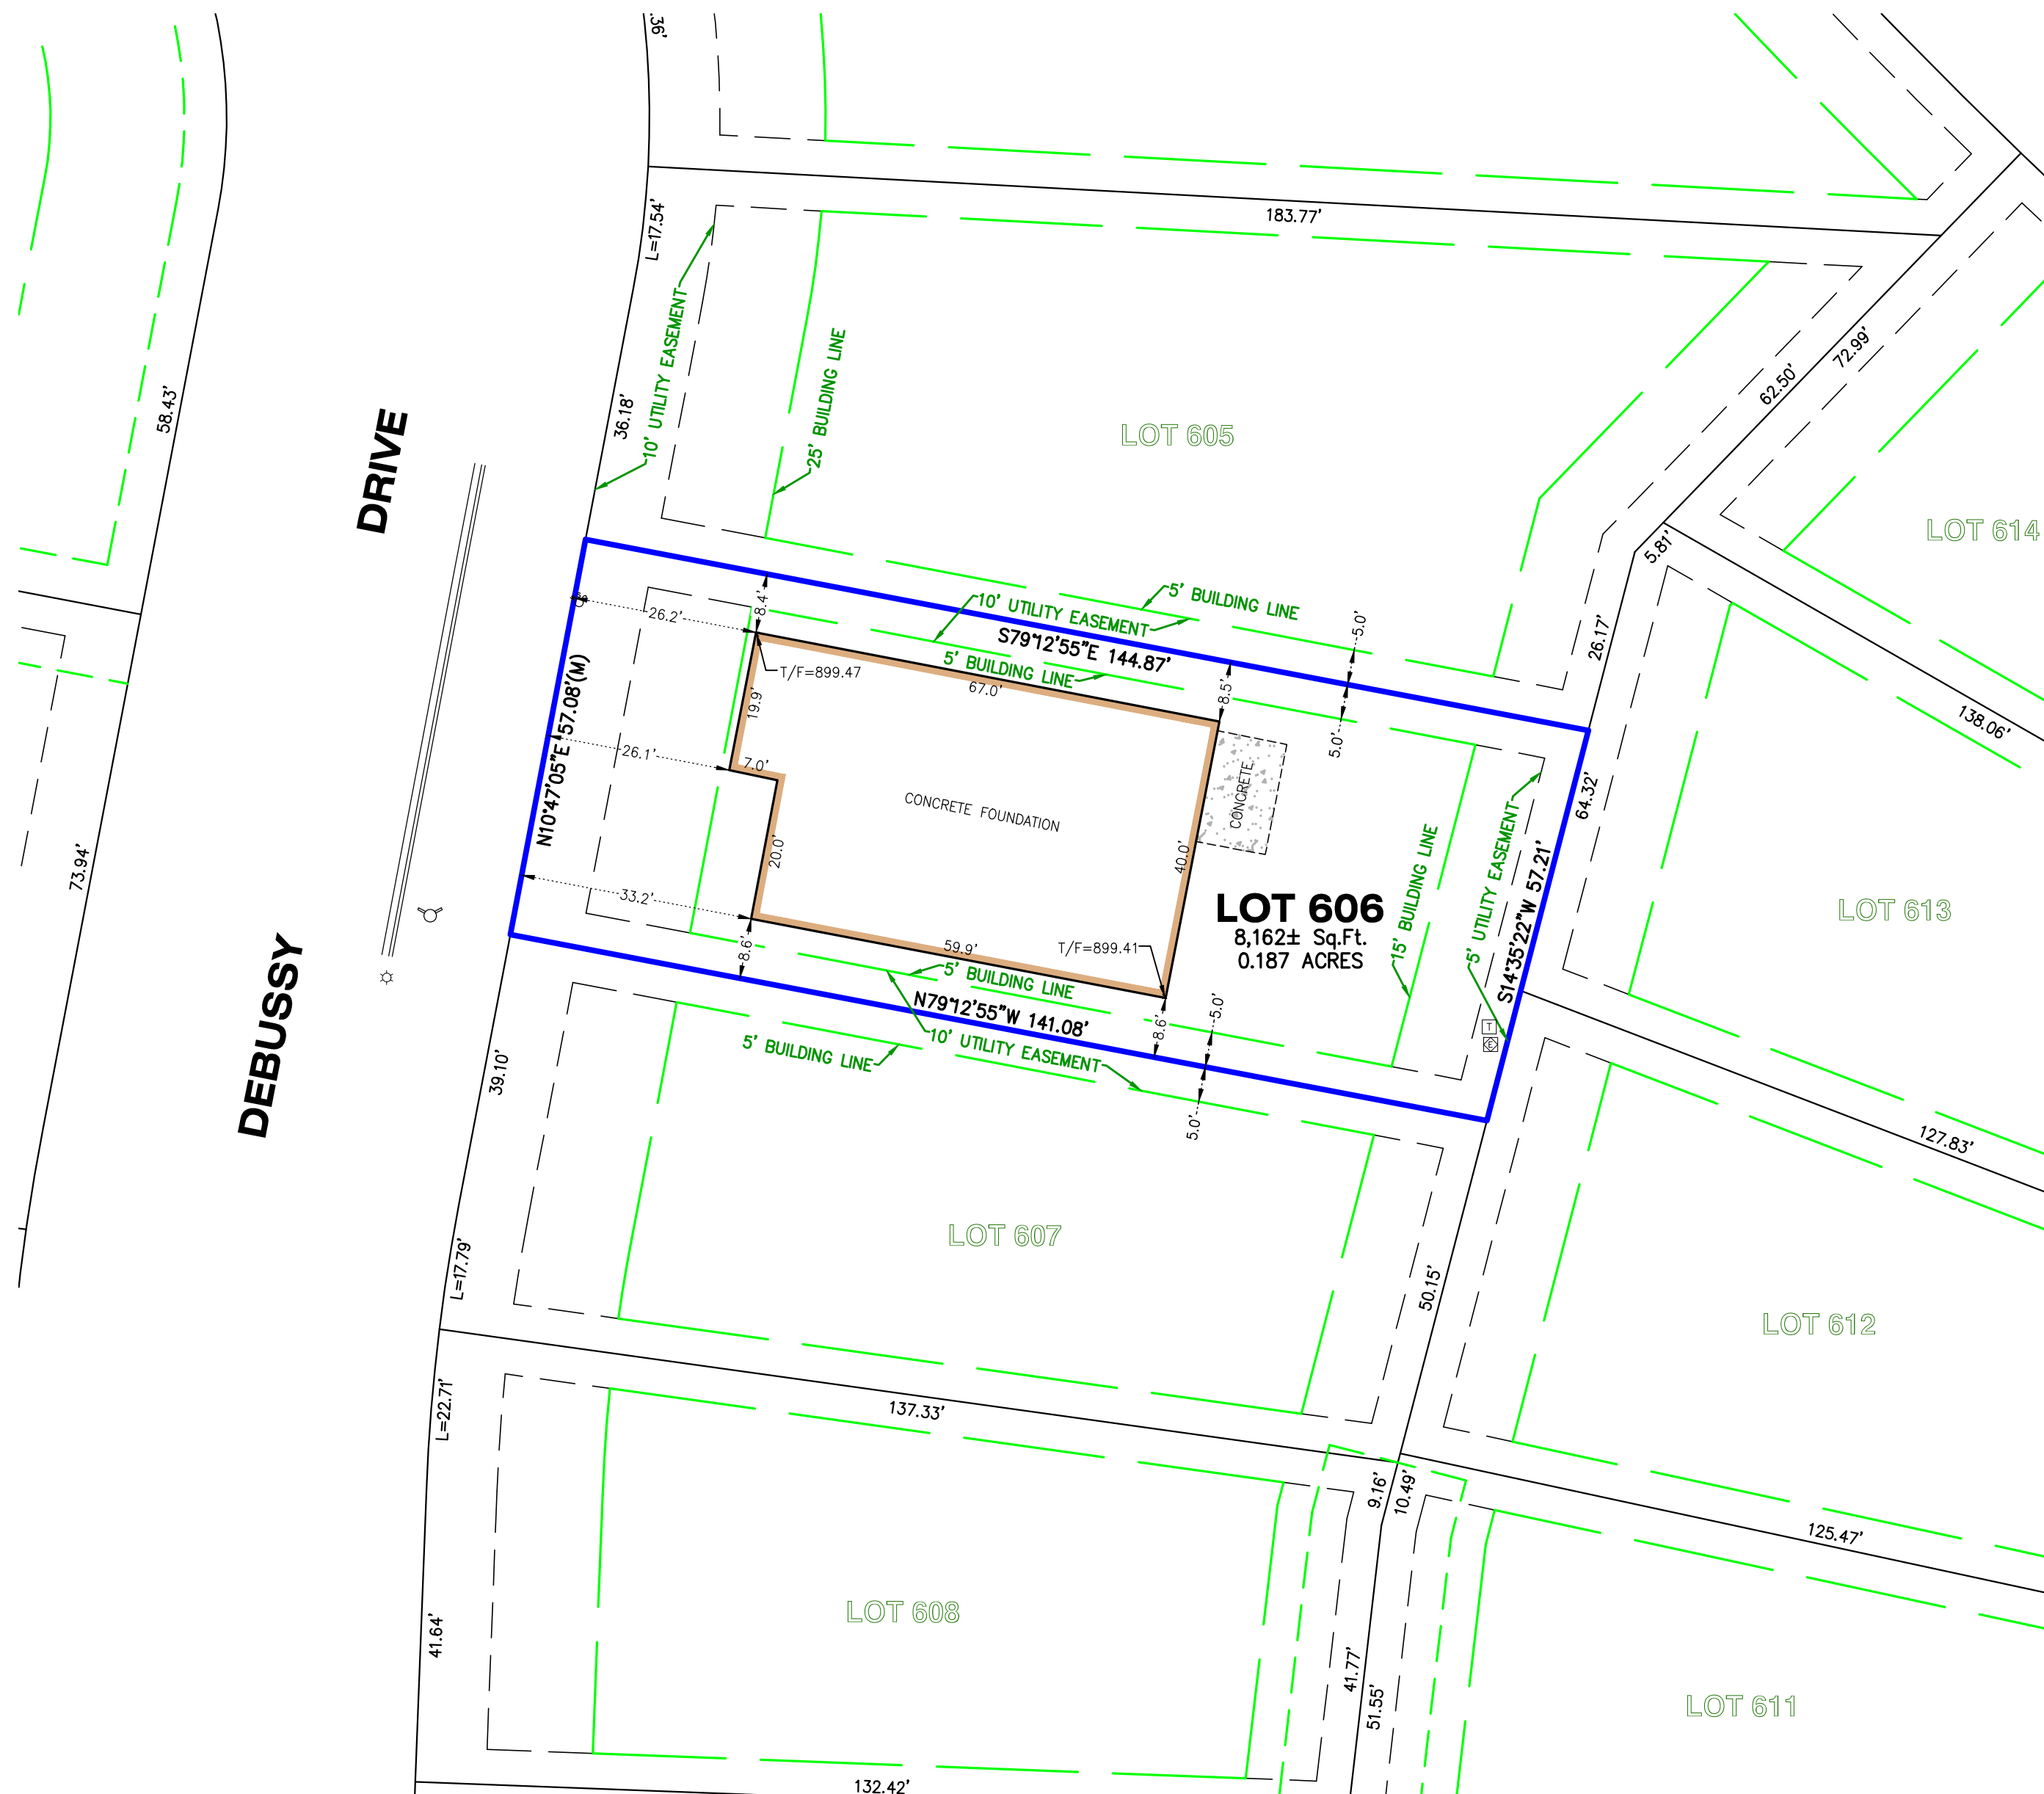 .36'
L=17.54'
183.77'
10' UTILITY EASEMENT
25' BUILDING LINE
36.18'
58.43'
DRIVE
LOT 605
72.99'
62.50'
LOT 614
5.81'
5' BUILDING LINE
10' UTILITY EASEMENT
S79°12'55"E 144.87'
5' BUILDING LINE
5.0'
5.0'
26.17'
138.06'
26.2'
8.4'
T/F=899.47
67.0'
8.5'
19.9'
N10°47'05"E 57.08'(M)
26.1'
7.0'
CONCRETE FOUNDATION
CONCRETE
64.32'
20.0'
40.0'
73.94'
33.2'
LOT 606
8,162± Sq.Ft.
0.187 ACRES
15' BUILDING LINE
5' UTILITY EASEMENT
S14°35'22"W 57.21'
LOT 613
8.6'
59.9'
T/F=899.41
5' BUILDING LINE
N79°12'55"W 141.08'
10' UTILITY EASEMENT
5' BUILDING LINE
8.6'
5.0'
5.0'
T
E
DEBUSSY
39.10'
127.83'
LOT 607
L=17.79'
50.15'
LOT 612
L=22.71'
137.33'
9.16'
10.49'
125.47'
LOT 608
41.64'
41.77'
51.55'
LOT 611
132.42'